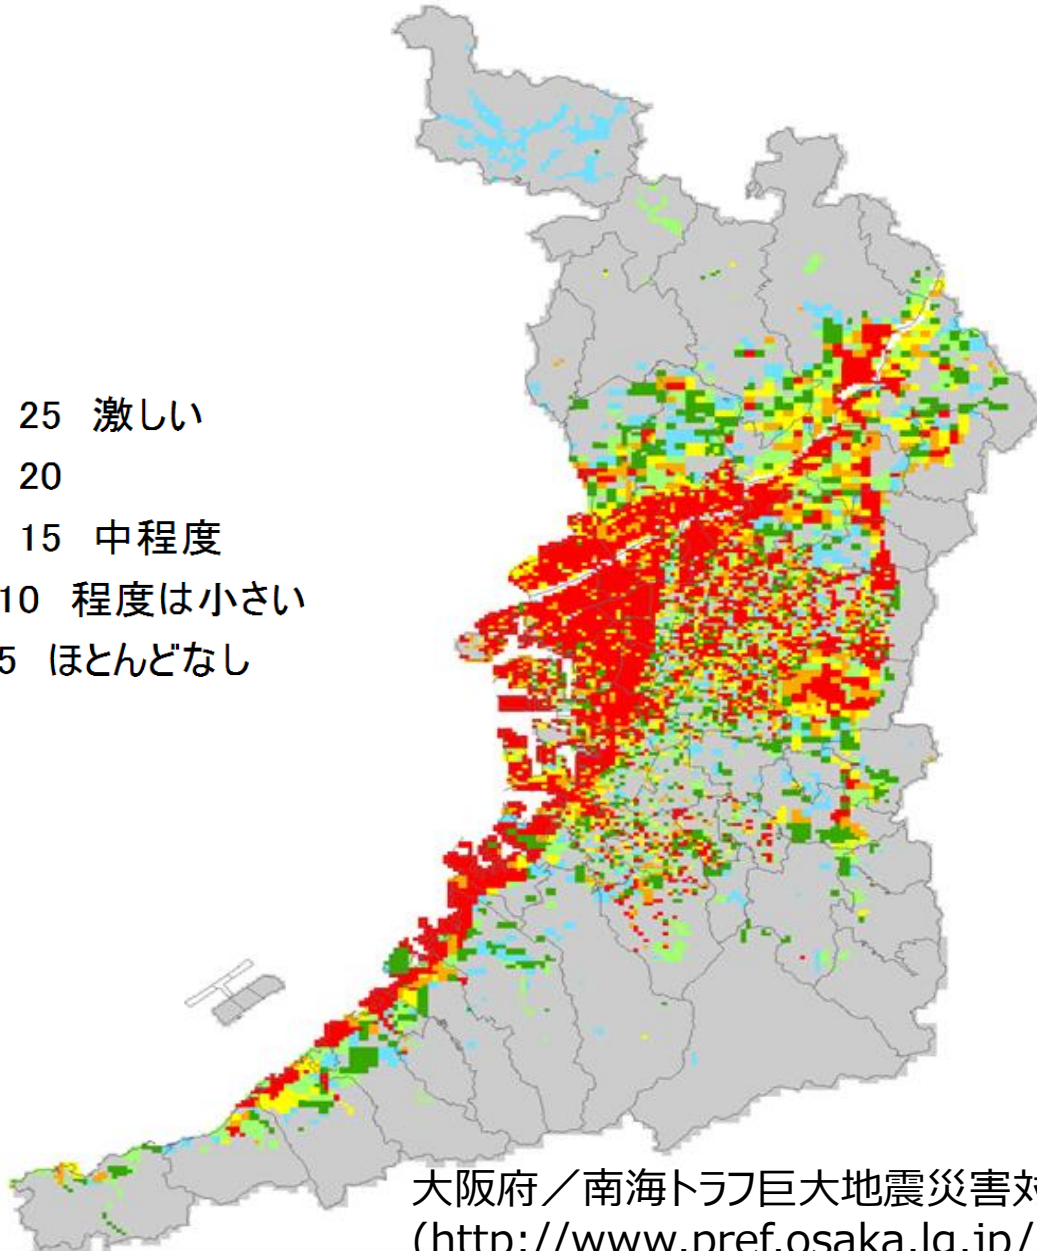 25 激しい
20
15 中程度
10 程度は小さい
5 ほとんどなし
大阪府／南海トラフ巨大地震災害対
(http://www.pref.osaka.lg.jp/